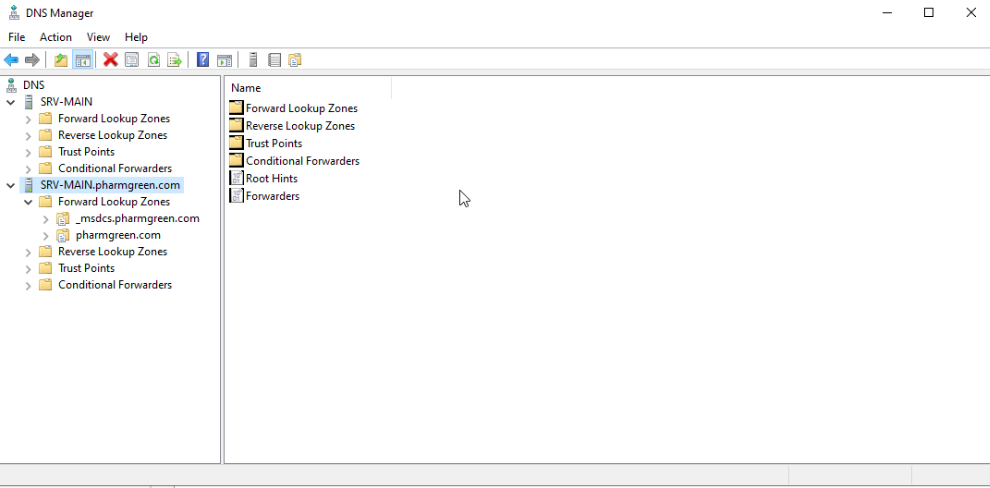 DNS Manager
File Action View Help
DNS
SRV-MAIN
Forward Lookup Zones
Reverse Lookup Zones
Trust Points
Conditional Forwarders
SRV-MAIN.pharmgreen.com
Forward Lookup Zones
_msdcs.pharmgreen.com
pharmgreen.com
Reverse Lookup Zones
Trust Points
Conditional Forwarders
Name
Forward Lookup Zones
Reverse Lookup Zones
Trust Points
Conditional Forwarders
Root Hints
Forwarders